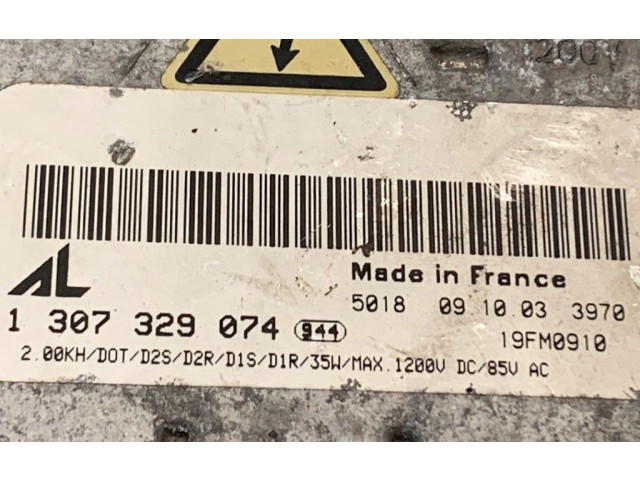 200V
AL
Made in France
5018 09.10.03 3970
1 307 329 074 944 19FM0910
2.00KH/DOT/D2S/D2R/D1S/D1R/35W/MAX.1200V DC/85V AC